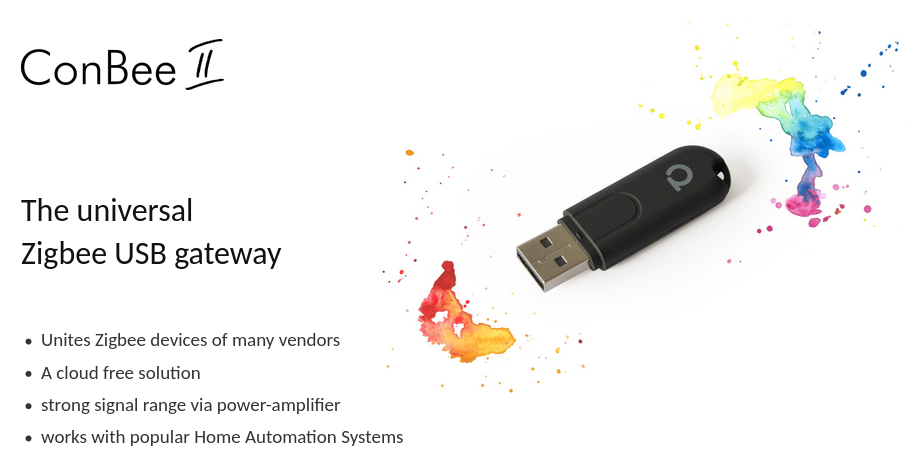 ConBee II
The universal
Zigbee USB gateway
• Unites Zigbee devices of many vendors
• A cloud free solution
• strong signal range via power-amplifier
• works with popular Home Automation Systems